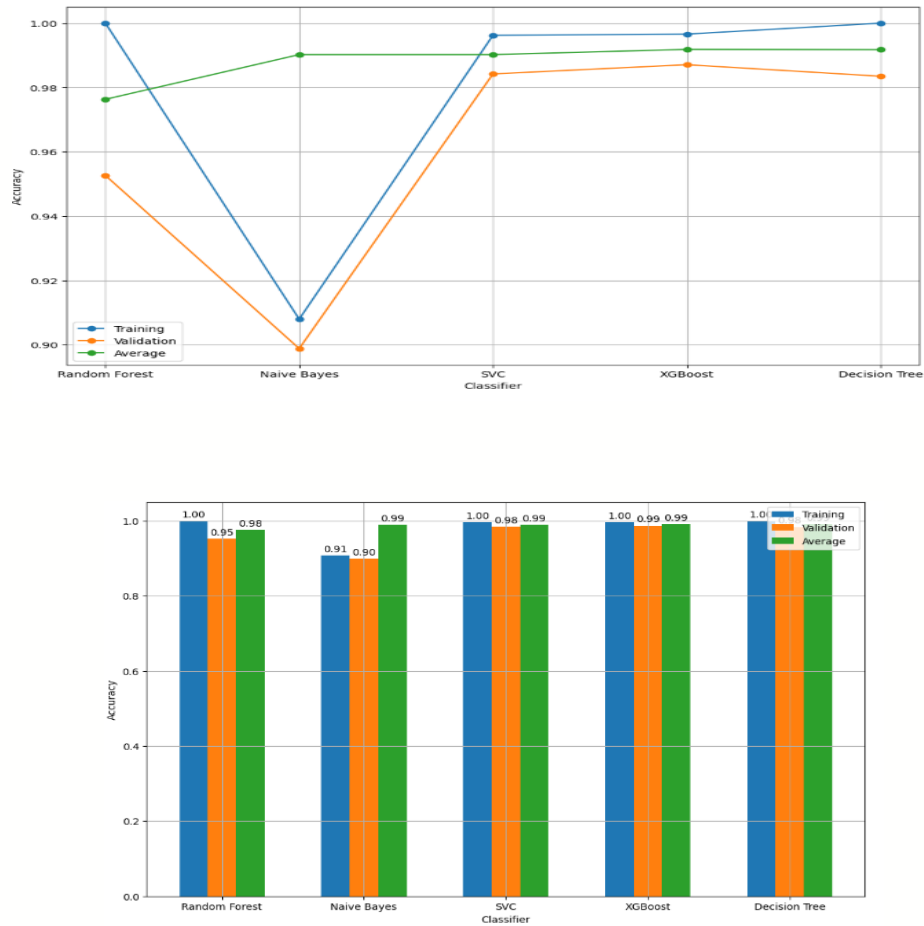 1.00
0.98
0.96
0.94
0.92
0.90
Accuracy
Training
Validation
Average
Random Forest Naive Bayes SVC XGBoost Decision Tree
Classifier
1.00 0.95 0.98 0.91 0.90 0.99 1.00 0.98 0.99 1.00 0.99 0.99
Training
Validation
Average
1.0
0.8
0.6
0.4
0.2
0.0
Accuracy
Random Forest Naive Bayes SVC XGBoost Decision Tree
Classifier